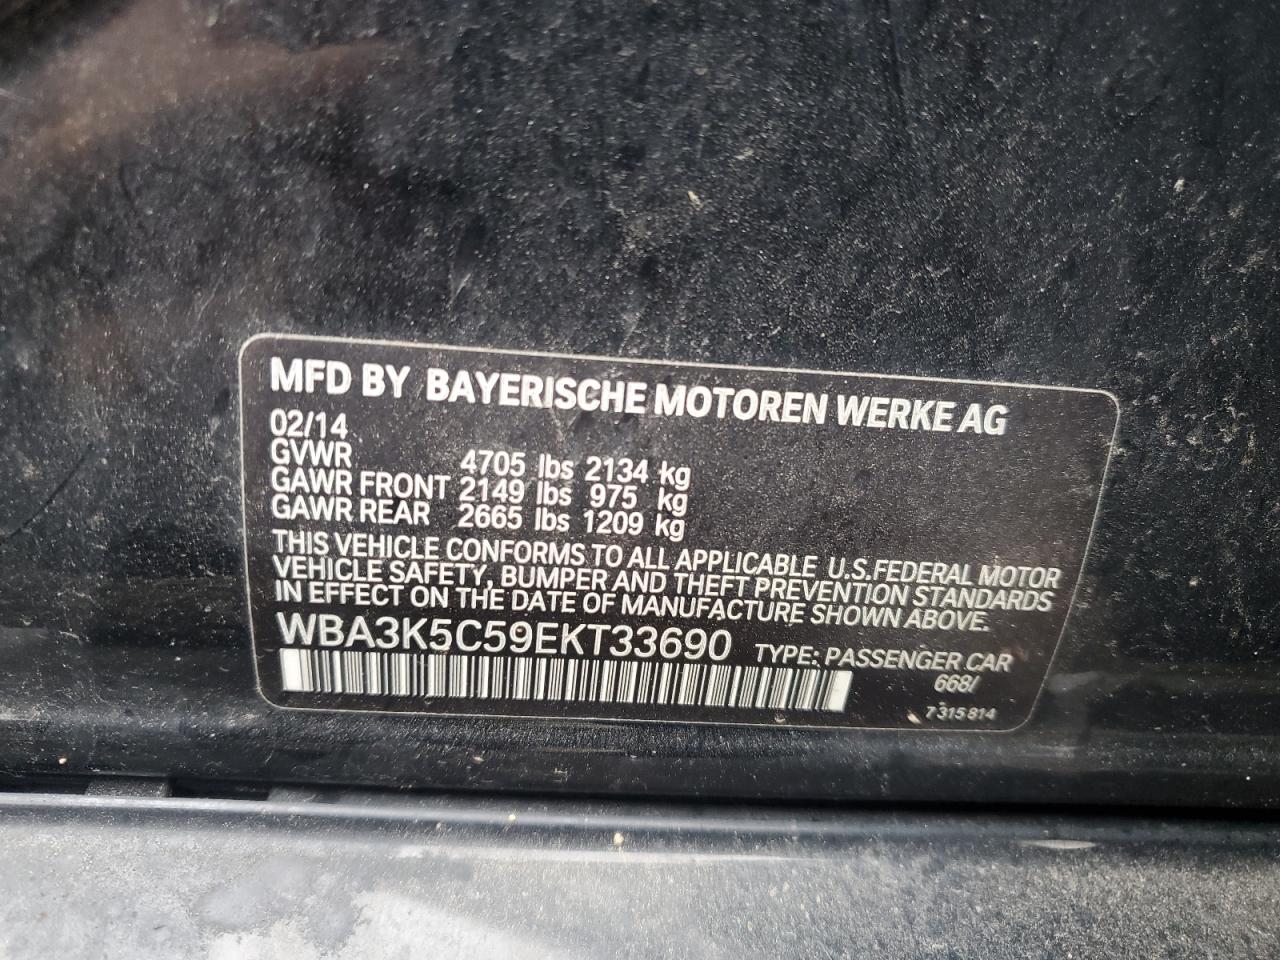 MFD BY BAYERISCHE MOTOREN WERKE AG
02/14
GVWR 4705 lbs 2134 kg
GAWR FRONT 2149 lbs 975 kg
GAWR REAR 2665 lbs 1209 kg
THIS VEHICLE CONFORMS TO ALL APPLICABLE U.S.FEDERAL MOTOR
VEHICLE SAFETY, BUMPER AND THEFT PREVENTION STANDARDS
IN EFFECT ON THE DATE OF MANUFACTURE SHOWN ABOVE.
WBA3K5C59EKT33690 TYPE: PASSENGER CAR
668/
7315814